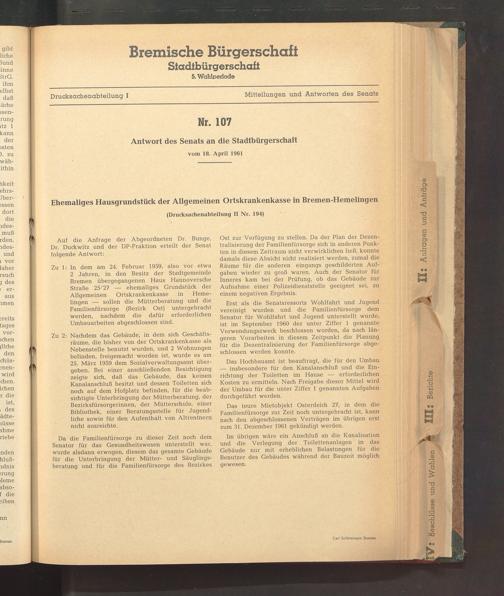 Bremische Bürgerschaft
Stadtbürgerschaft
5. Wahlperiode
Drucksachenabteilung I
Mitteilungen und Antworten des Senats
Nr. 107
Antwort des Senats an die Stadtbürgerschaft
vom 18. April 1961
Ehemaliges Hausgrundstück der Allgemeinen Ortskrankenkasse in Bremen-Hemelingen
(Drucksachenabteilung II Nr. 194)
Auf die Anfrage der Abgeordneten Dr. Bunge,
Dr. Duckwitz und der DP-Fraktion erteilt der Senat
folgende Antwort:
Zu 1: In dem am 24. Februar 1959, also vor etwa
2 Jahren, in den Besitz der Stadtgemeinde
Bremen übergegangenen Haus Hannoversche
Straße 25/27 — ehemaliges Grundstück der
Allgemeinen Ortskrankenkasse in Heme-
lingen — sollen die Mütterberatung und die
Familienfürsorge (Bezirk Ost) untergebracht
werden, nachdem die dafür erforderlichen
Umbauarbeiten abgeschlossen sind.
Zu 2: Nachdem das Gebäude, in dem sich Geschäfts-
räume, die bisher von der Ortskrankenkasse als
Nebenstelle benutzt wurden, und 2 Wohnungen
befinden, freigemacht worden ist, wurde es am
25. März 1959 dem Sozialverwaltungsamt über-
geben. Bei einer anschließenden Besichtigung
zeigte sich, daß das Gebäude, das keinen
Kanalanschluß besitzt und dessen Toiletten sich
noch auf dem Hofplatz befinden, für die beab-
sichtigte Unterbringung der Mütterberatung, der
Bezirksfürsorgerinnen, der Mütterschule, einer
Bibliothek, einer Beratungsstelle für Jugend-
liche sowie für den Aufenthalt von Altrentnern
nicht ausreichte.
Da die Familienfürsorge zu dieser Zeit noch dem
Senator für das Gesundheitswesen unterstellt war,
wurde alsdann erwogen, diesem das gesamte Gebäude
für die Unterbringung der Mütter- und Säuglings-
beratung und für die Familienfürsorge des Bezirkes
Ost zur Verfügung zu stellen. Da der Plan der Dezen-
tralisierung der Familienfürsorge sich in anderen Punk-
ten in diesem Zeitraum nicht verwirklichen ließ, konnte
damals diese Absicht nicht realisiert werden, zumal die
Räume für die anderen eingangs geschilderten Auf-
gaben wieder zu groß waren. Auch der Senator für
Inneres kam bei der Prüfung, ob das Gebäude zur
Aufnahme einer Polizeidienststelle geeignet sei, zu
einem negativen Ergebnis.
Erst als die Senatsressorts Wohlfahrt und Jugend
vereinigt wurden und die Familienfürsorge dem
Senator für Wohlfahrt und Jugend unterstellt wurde,
ist im September 1960 der unter Ziffer 1 genannte
Verwendungszweck beschlossen worden, da nach län-
geren Vorarbeiten in diesem Zeitpunkt die Planung
für die Dezentralisierung der Familienfürsorge abge-
schlossen werden konnte.
Das Hochbauamt ist beauftragt, die für den Umbau
— insbesondere für den Kanalanschluß und die Ein-
richtung der Toiletten im Hause — erforderlichen
Kosten zu ermitteln. Nach Freigabe dieser Mittel wird
der Umbau für die unter Ziffer 1 genannten Aufgaben
durchgeführt werden.
Das teure Mietobjekt Osterdeich 27, in dem die
Familienfürsorge zur Zeit noch untergebracht ist, kann
nach den abgeschlossenen Verträgen im übrigen erst
zum 31. Dezember 1961 gekündigt werden.
Im übrigen wäre ein Anschluß an die Kanalisation
und die Verlegung der Toilettenanlagen in das
Gebäude nur mit erheblichen Belastungen für die
Benutzer des Gebäudes während der Bauzeit möglich
gewesen.
Carl Schünemann Bremen
II: Anfragen und Anträge
III: Berichte
IV: Beschlüsse und Wahlen